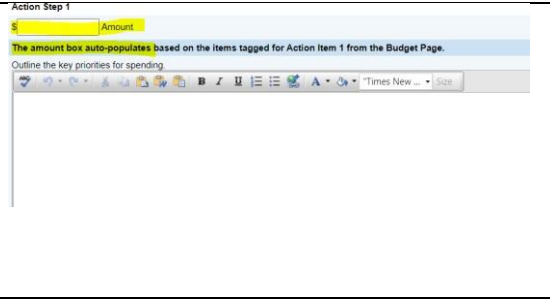 Action Step 1
$ Amount
The amount box auto-populates based on the items tagged for Action Item 1 from the Budget Page.
Outline the key priorities for spending.
B I U A "Times New ... Size